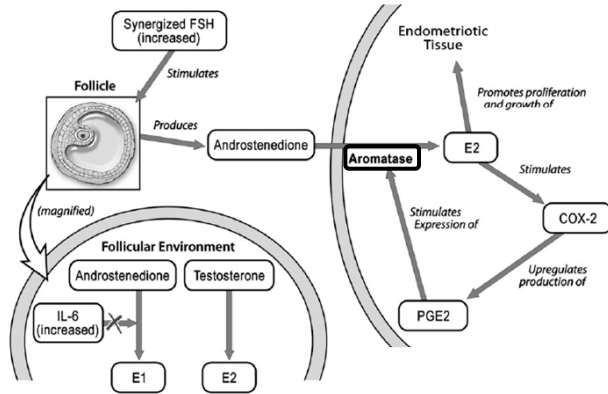 Synergized FSH
(increased)
Stimulates
Follicle
Produces
Androstenedione
(magnified)
Follicular Environment
Androstenedione
Testosterone
IL-6
(increased)
E1
E2
Endometriotic
Tissue
Promotes proliferation
and growth of
Aromatase
E2
Stimulates
COX-2
Stimulates
Expression of
Upregulates
production of
PGE2